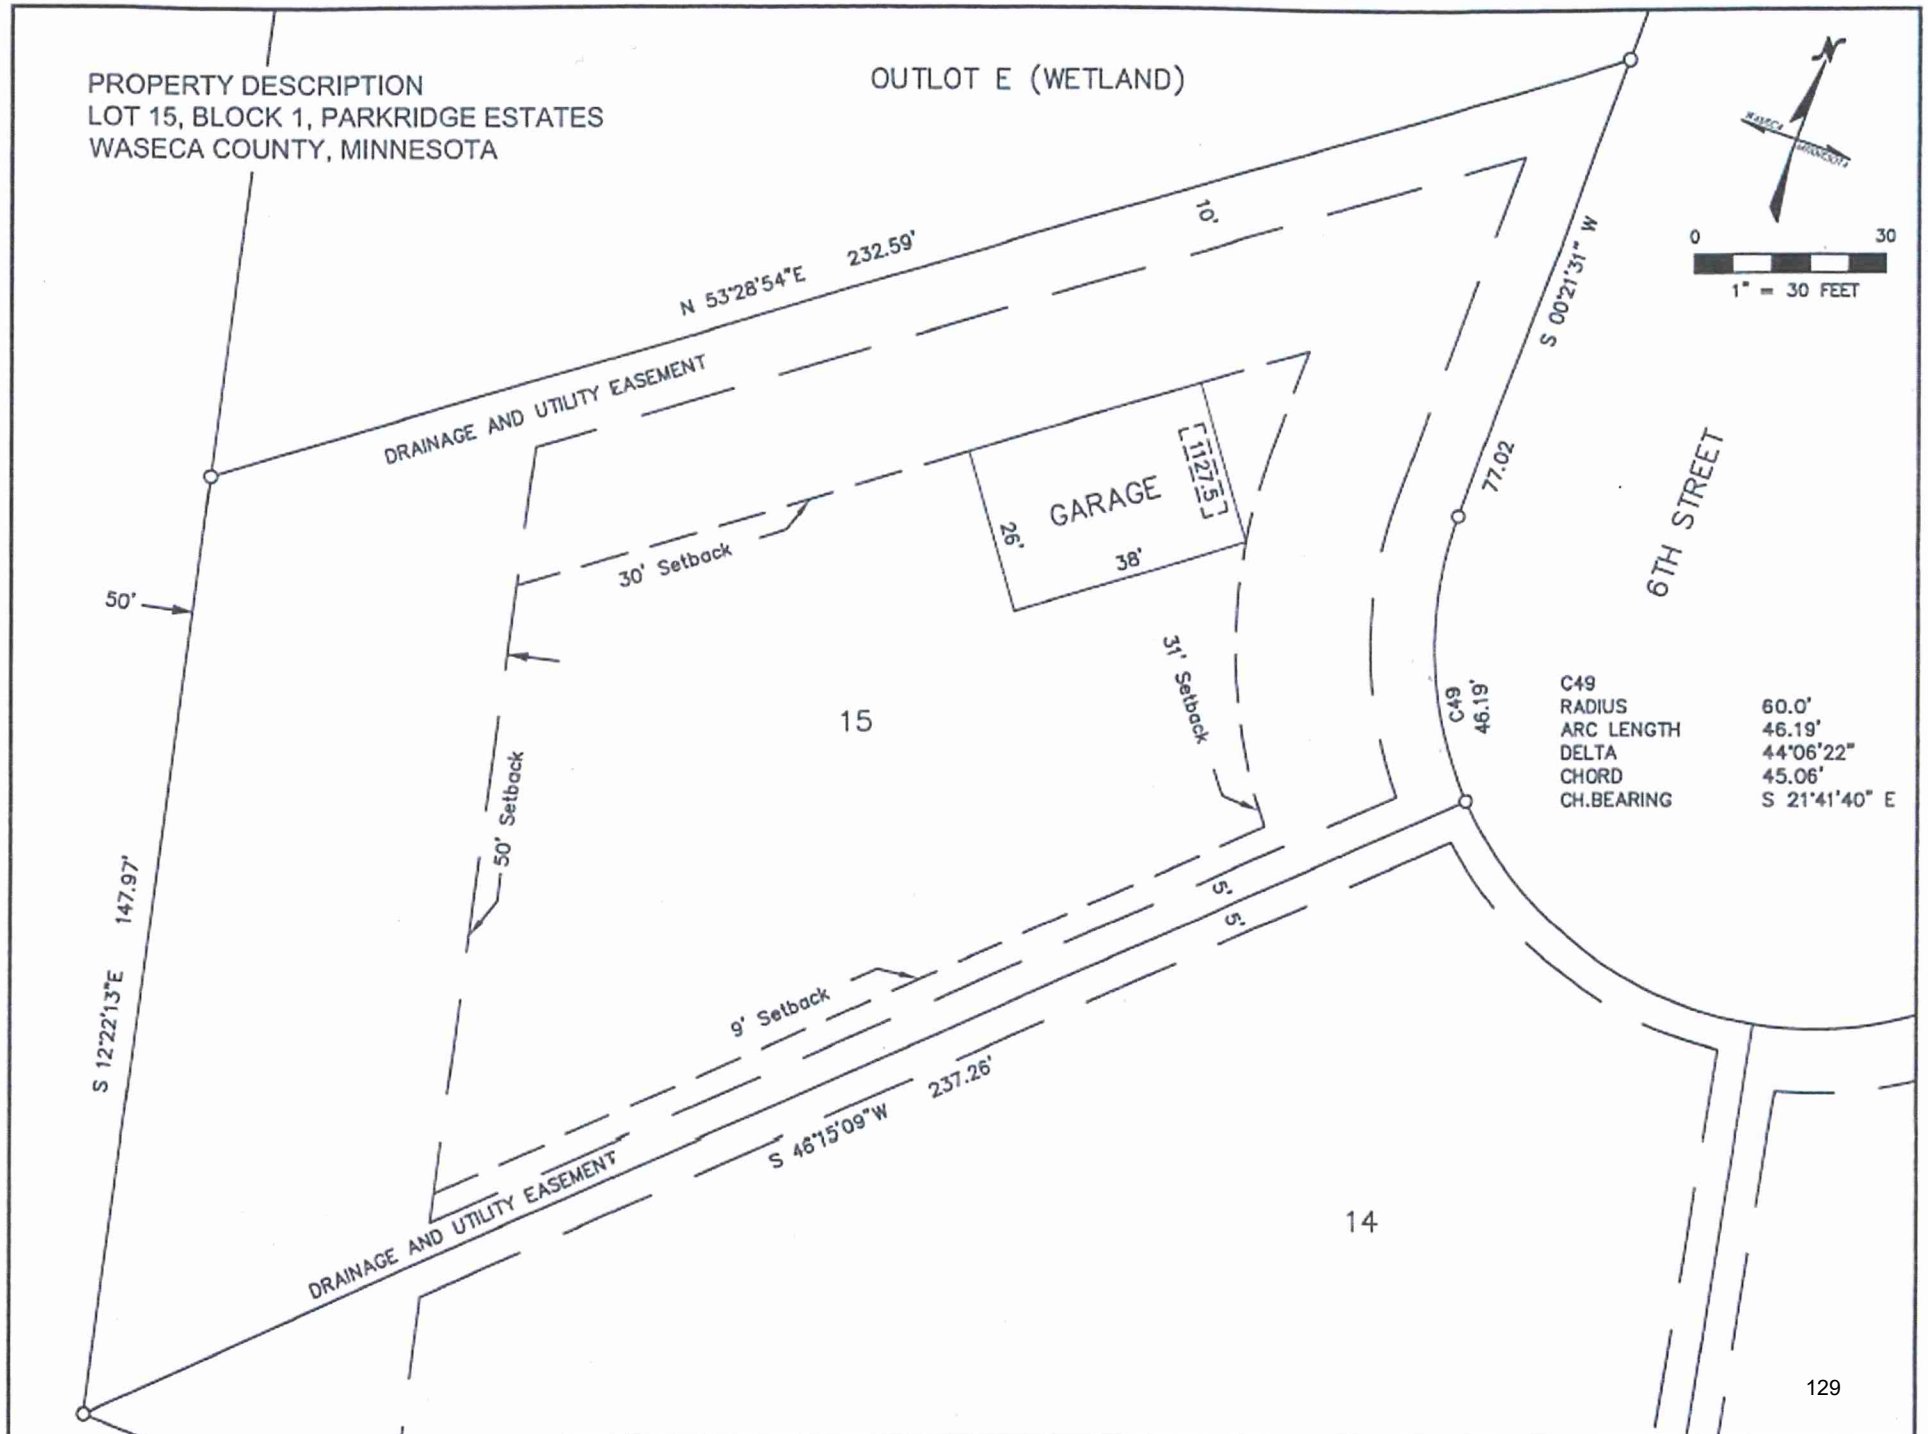 PROPERTY DESCRIPTION
LOT 15, BLOCK 1, PARKRIDGE ESTATES
WASECA COUNTY, MINNESOTA
OUTLOT E (WETLAND)
N
WASECA
MINNESOTA
0 30
1" = 30 FEET
N 53°28'54"E 232.59'
10'
S 00°21'31" W
77.02
DRAINAGE AND UTILITY EASEMENT
30' Setback
GARAGE
1127.5
26'
38'
6TH STREET
50'
31' Setback
15
C49
46.19'
C49
RADIUS 60.0'
ARC LENGTH 46.19'
DELTA 44°06'22"
CHORD 45.06'
CH.BEARING S 21°41'40" E
50' Setback
S 12°22'13"E 147.97'
5'
5'
9' Setback
S 46°15'09"W 237.26'
DRAINAGE AND UTILITY EASEMENT
14
129